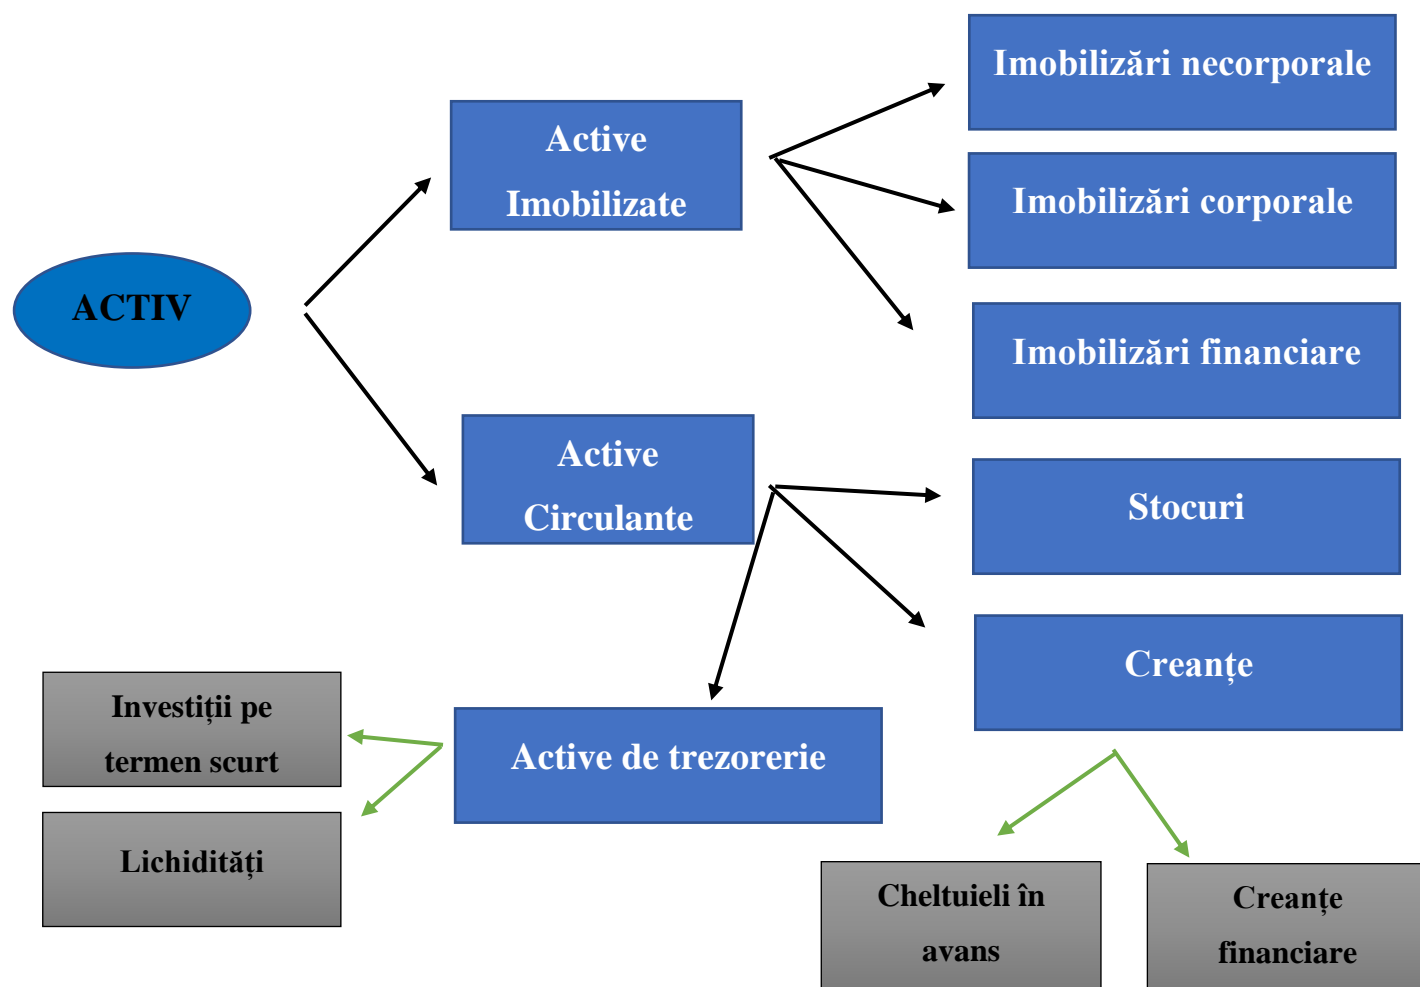 ACTIV
Active
Imobilizate
Imobilizări necorporale
Imobilizări corporale
Imobilizări financiare
Active
Circulante
Stocuri
Creanțe
Active de trezorerie
Investiții pe
termen scurt
Lichidități
Cheltuieli în
avans
Creanțe
financiare